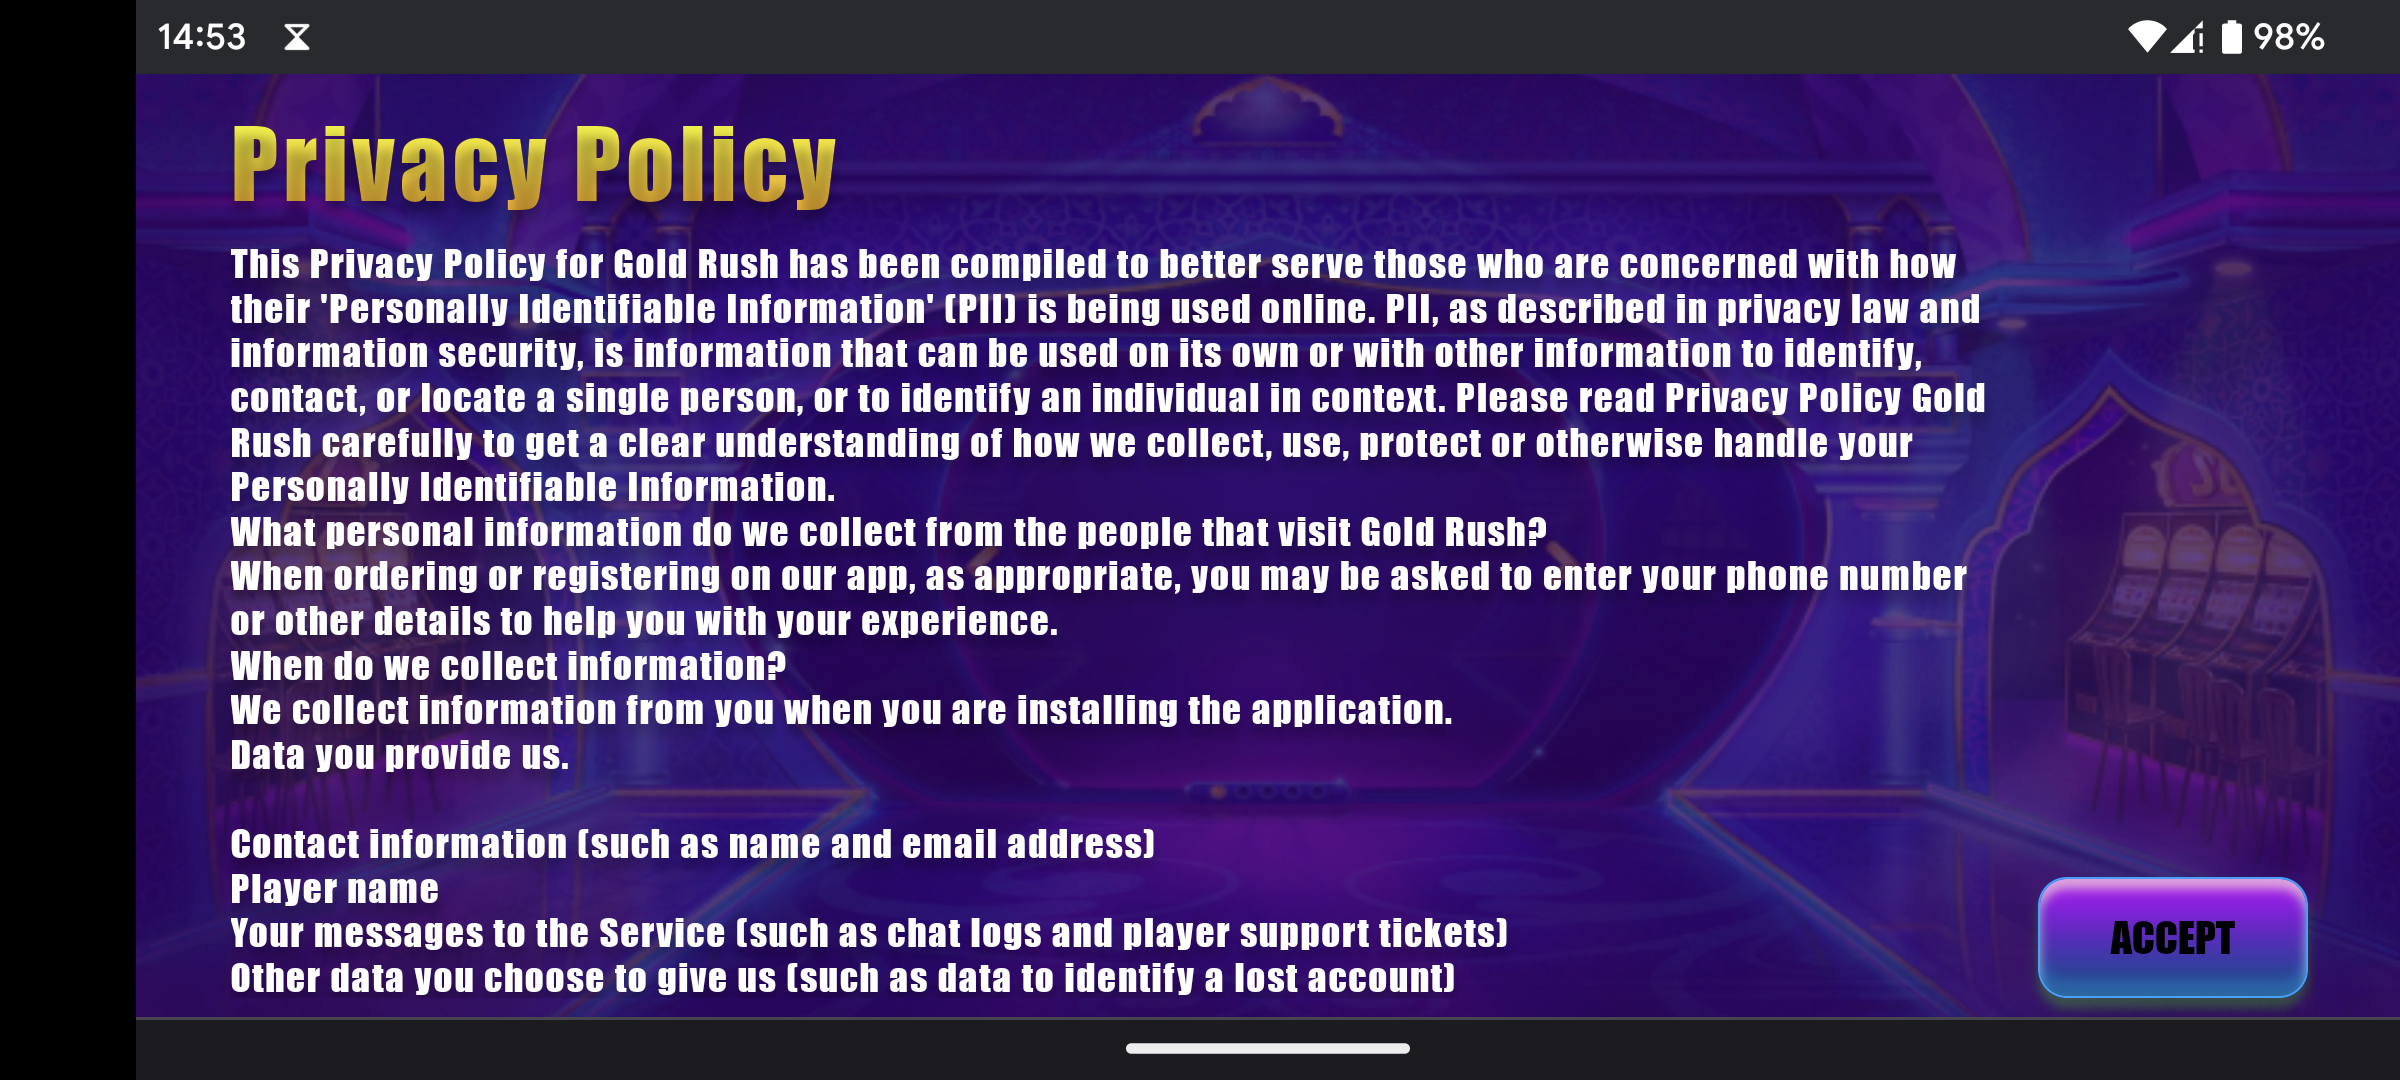 14:53
98%
Privacy Policy
This Privacy Policy for Gold Rush has been compiled to better serve those who are concerned with how
their 'Personally Identifiable Information' (PII) is being used online. PII, as described in privacy law and
information security, is information that can be used on its own or with other information to identify,
contact, or locate a single person, or to identify an individual in context. Please read Privacy Policy Gold
Rush carefully to get a clear understanding of how we collect, use, protect or otherwise handle your
Personally Identifiable Information.
What personal information do we collect from the people that visit Gold Rush?
When ordering or registering on our app, as appropriate, you may be asked to enter your phone number
or other details to help you with your experience.
When do we collect information?
We collect information from you when you are installing the application.
Data you provide us.
Contact information (such as name and email address)
Player name
Your messages to the Service (such as chat logs and player support tickets)
Other data you choose to give us (such as data to identify a lost account)
ACCEPT